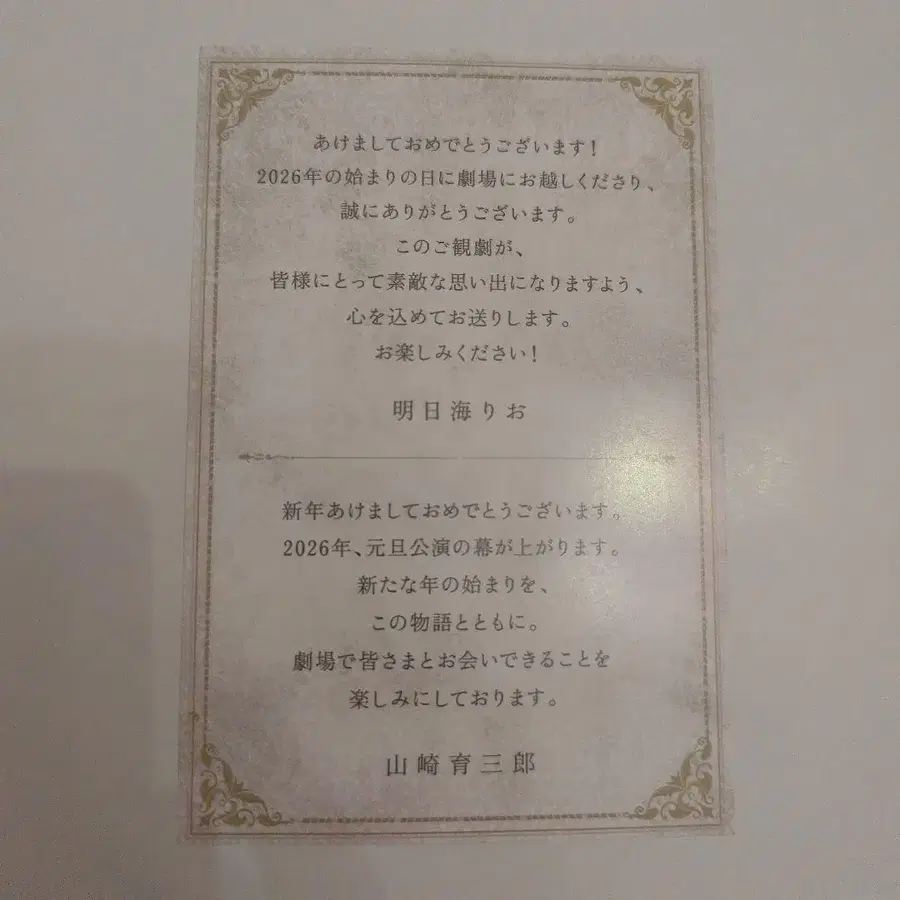 あけましておめでとうございます！
2026年の始まりの日に劇場にお越しくださり、
誠にありがとうございます。
このご観劇が、
皆様にとって素敵な思い出になりますよう、
心を込めてお送りします。
お楽しみください！
明日海りお
新年あけましておめでとうございます。
2026年、元旦公演の幕が上がります。
新たな年の始まりを、
この物語とともに。
劇場で皆さまとお会いできることを
楽しみにしております。
山崎育三郎